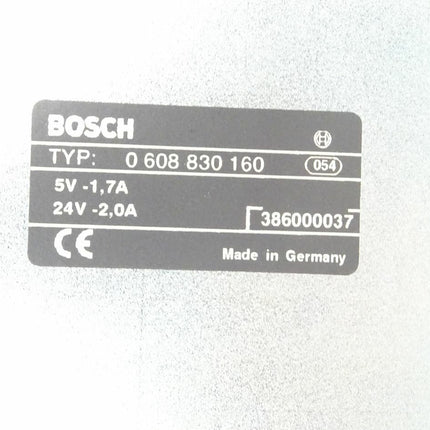 BOSCH
TYP: 0 608 830 160 054
5V -1,7A
24V -2,0A
386000037
CE Made in Germany